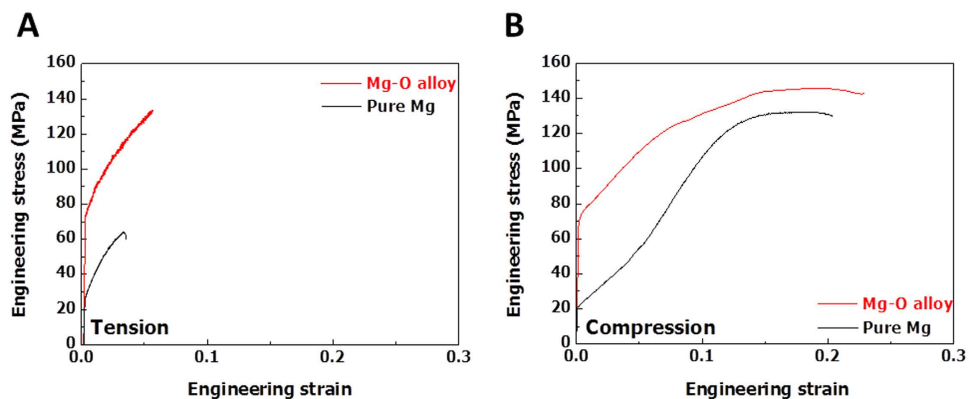 A
160
140
120
100
80
60
40
20
0
Engineering stress (MPa)
Mg-O alloy
Pure Mg
Tension
0.0
0.1
0.2
0.3
Engineering strain
B
160
140
120
100
80
60
40
20
0
Engineering stress (MPa)
Mg-O alloy
Pure Mg
Compression
0.0
0.1
0.2
0.3
Engineering strain